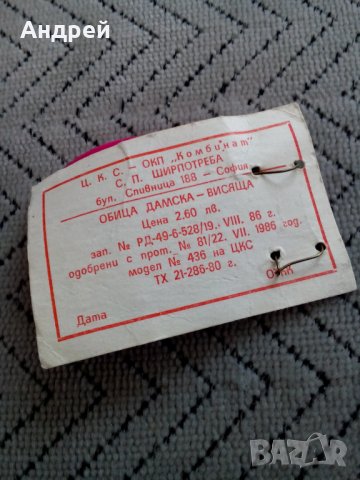 Андрей
Ц. К. С. — ОКП „Комбинат"
С. П. ШИРПОТРЕБА
бул. Сливница 188 — София
ОБИЦА ДАМСКА — ВИСЯЩА
Цена 2,60 лв.
зап. № РД-49-6-528/19. VIII. 86 г.
одобрени с прот. № 81/22. VII. 1986 год.
модел № 436 на ЦКС
ТХ 21-286-80 г.
Дата ОТКК
BAZAR